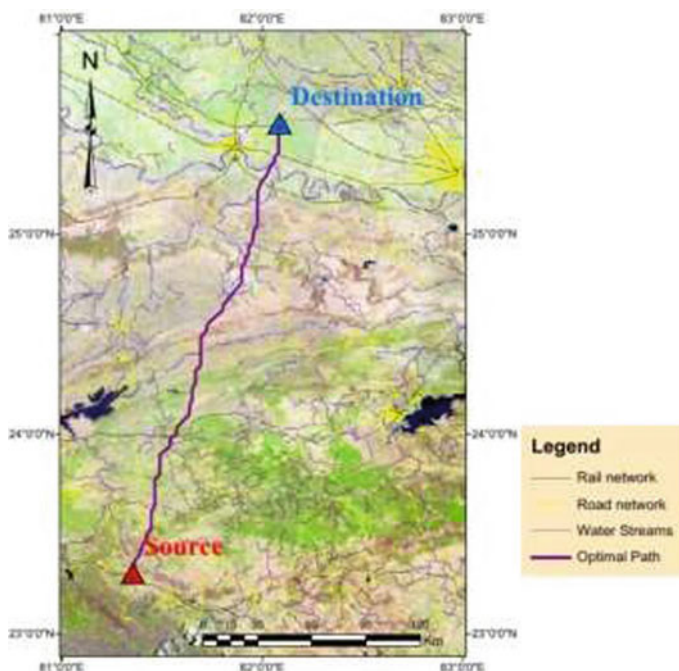 81°0'0"E 82°0'0"E 83°0'0"E
N
Destination
25°0'0"N 25°0'0"N
24°0'0"N 24°0'0"N
Legend
Rail network
Road network
Water Streams
Optimal Path
Source
23°0'0"N 23°0'0"N
120
Km
81°0'0"E 82°0'0"E 83°0'0"E